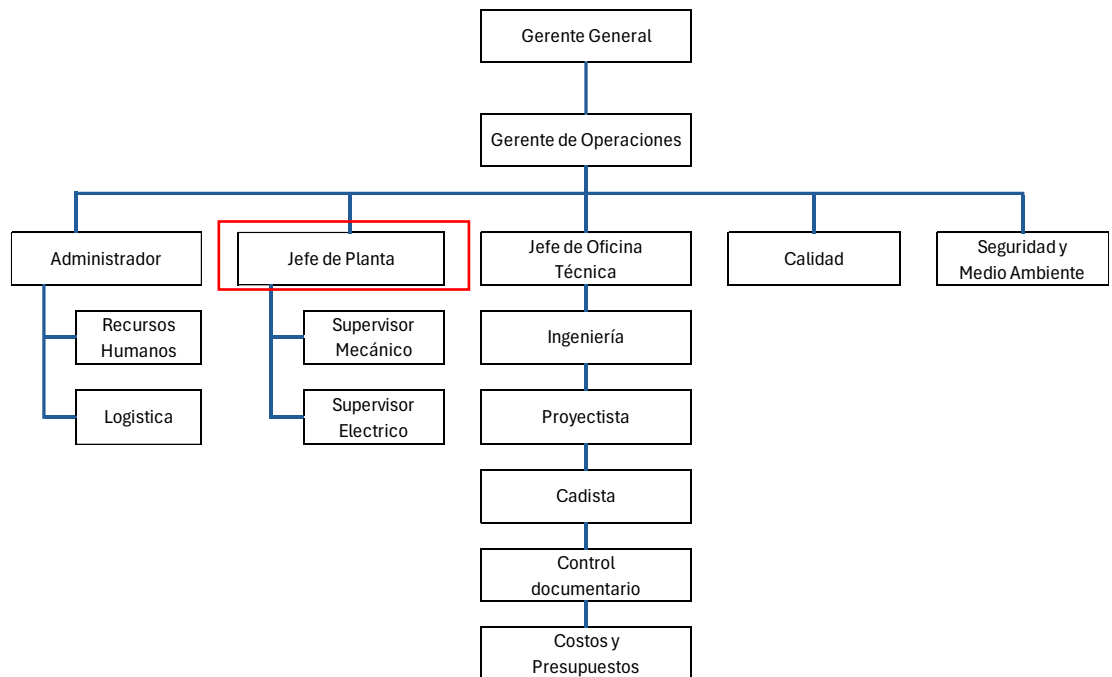 Gerente General
Gerente de Operaciones
Administrador
Jefe de Planta
Jefe de Oficina
Técnica
Calidad
Seguridad y
Medio Ambiente
Recursos
Humanos
Supervisor
Mecánico
Ingeniería
Logistica
Supervisor
Electrico
Proyectista
Cadista
Control
documentario
Costos y
Presupuestos